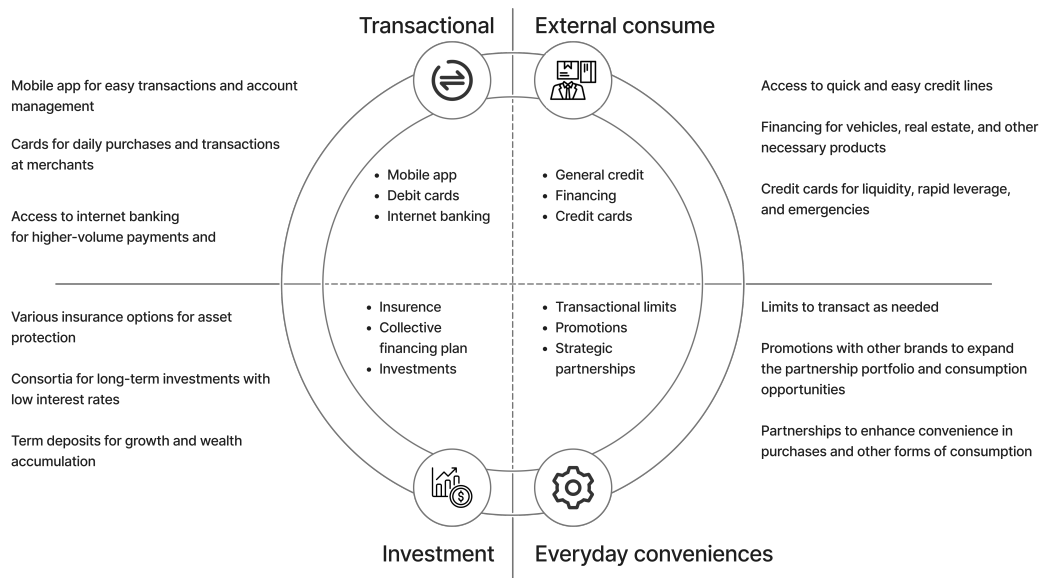 Transactional
Mobile app for easy transactions and account
management
Cards for daily purchases and transactions
at merchants
Access to internet banking
for higher-volume payments and
• Mobile app
• Debit cards
• Internet banking
External consume
• General credit
• Financing
• Credit cards
Access to quick and easy credit lines
Financing for vehicles, real estate, and other
necessary products
Credit cards for liquidity, rapid leverage,
and emergencies
Various insurance options for asset
protection
Consortia for long-term investments with
low interest rates
Term deposits for growth and wealth
accumulation
• Insurence
• Collective
financing plan
• Investments
Investment
• Transactional limits
• Promotions
• Strategic
partnerships
Limits to transact as needed
Promotions with other brands to expand
the partnership portfolio and consumption
opportunities
Partnerships to enhance convenience in
purchases and other forms of consumption
Everyday conveniences
$